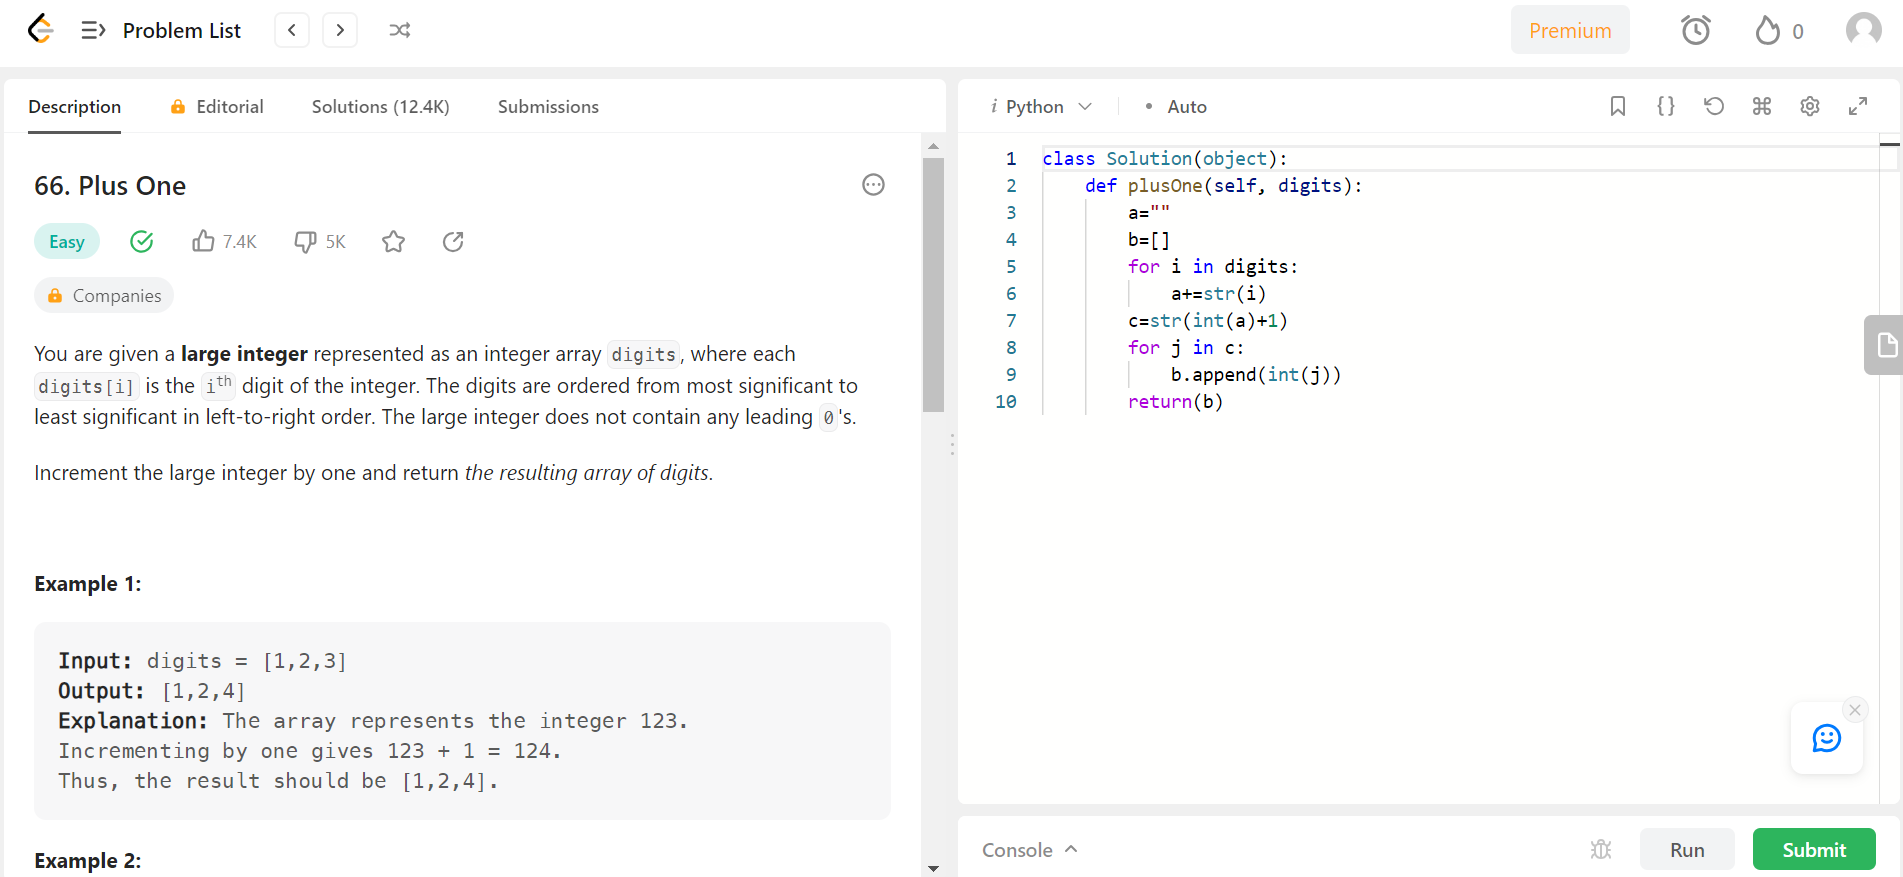 Problem List
Premium
0
Description
Editorial
Solutions (12.4K)
Submissions
66. Plus One
Easy
7.4K
5K
Companies
You are given a large integer represented as an integer array digits, where each
digits[i] is the ith digit of the integer. The digits are ordered from most significant to
least significant in left-to-right order. The large integer does not contain any leading 0's.
Increment the large integer by one and return the resulting array of digits.
Example 1:
Input: digits = [1,2,3]
Output: [1,2,4]
Explanation: The array represents the integer 123.
Incrementing by one gives 123 + 1 = 124.
Thus, the result should be [1,2,4].
Example 2:
i Python
• Auto
1 class Solution(object):
2 def plusOne(self, digits):
3 a=""
4 b=[]
5 for i in digits:
6 a+=str(i)
7 c=str(int(a)+1)
8 for j in c:
9 b.append(int(j))
10 return(b)
Console
Run
Submit